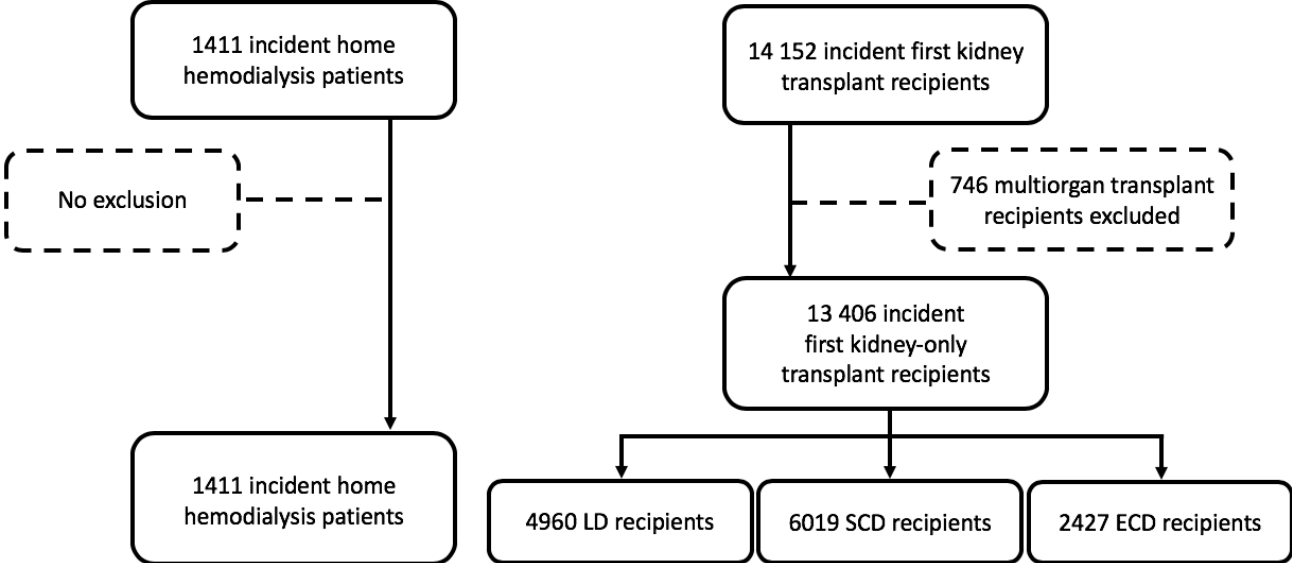 1411 incident home
hemodialysis patients
14 152 incident first kidney
transplant recipients
No exclusion
746 multiorgan transplant
recipients excluded
13 406 incident
first kidney-only
transplant recipients
1411 incident home
hemodialysis patients
4960 LD recipients
6019 SCD recipients
2427 ECD recipients